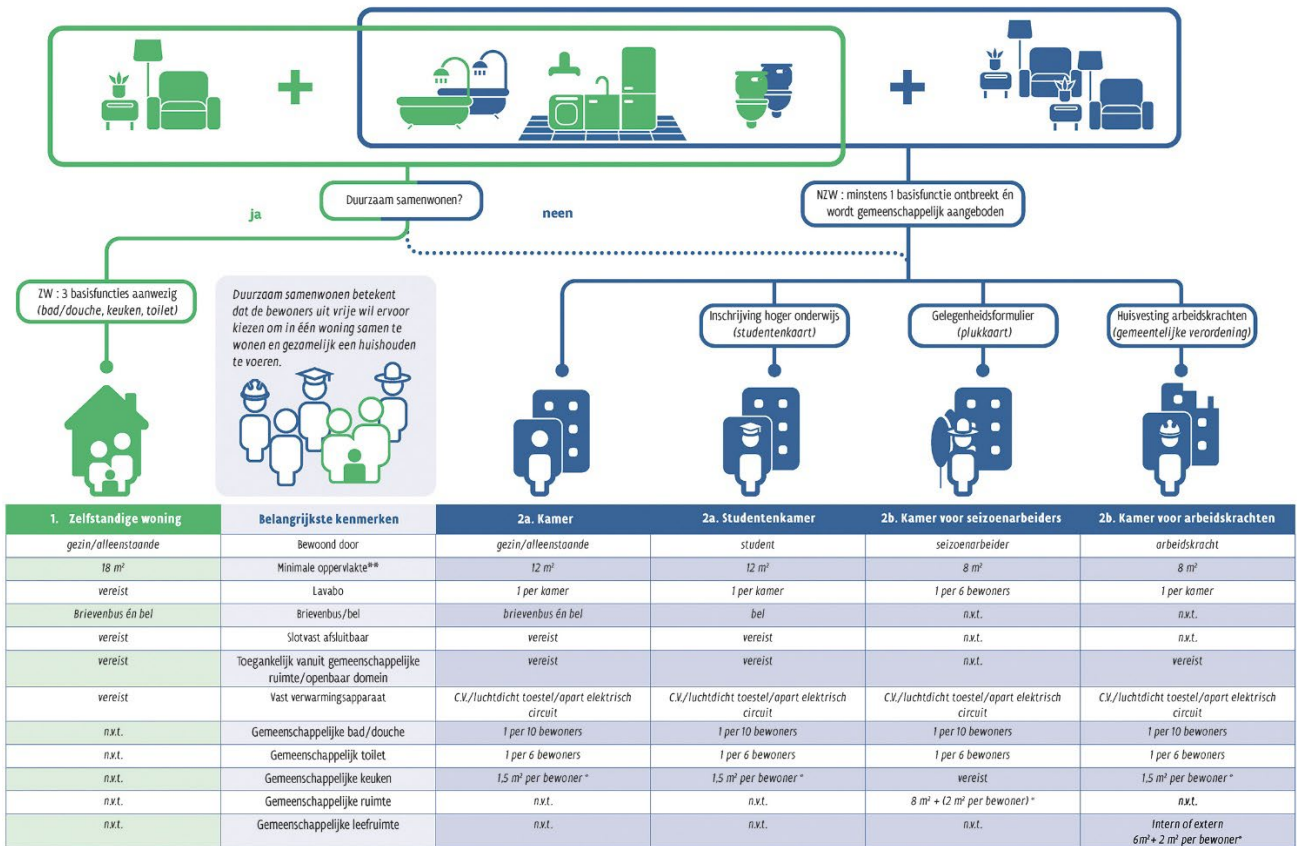 Duurzaam samenwonen?
NZW : minstens 1 basisfunctie ontbreekt én
wordt gemeenschappelijk aangeboden
ja
neen
ZW : 3 basisfuncties aanwezig
(bad/douche, keuken, toilet)
Duurzaam samenwonen betekent
dat de bewoners uit vrije wil ervoor
kiezen om in één woning samen te
wonen en gezamelijk een huishouden
te voeren.
Inschrijving hoger onderwijs
(studentenkaart)
Gelegenheidsformulier
(plukkaart)
Huisvesting arbeidskrachten
(gemeentelijke verordening)
1. Zelfstandige woning Belangrijkste kenmerken 2a. Kamer 2a. Studentenkamer 2b. Kamer voor seizoenarbeiders 2b. Kamer voor arbeidskrachten
gezin/alleenstaande Bewoond door gezin/alleenstaande student seizoenarbeider arbeidskracht
18 m² Minimale oppervlakte** 12 m² 12 m² 8 m² 8 m²
vereist Lavabo 1 per kamer 1 per kamer 1 per 6 bewoners 1 per kamer
Brievenbus én bel Brievenbus/bel brievenbus én bel bel n.v.t. n.v.t.
vereist Slotvast afsluitbaar vereist vereist n.v.t. n.v.t.
vereist Toegankelijk vanuit gemeenschappelijke vereist vereist n.v.t. vereist
ruimte/openbaar domein
vereist Vast verwarmingsapparaat C.V./luchtdicht toestel/apart elektrisch C.V./luchtdicht toestel/apart elektrisch C.V./luchtdicht toestel/apart elektrisch C.V./luchtdicht toestel/apart elektrisch
circuit circuit circuit circuit
n.v.t. Gemeenschappelijke bad/douche 1 per 10 bewoners 1 per 10 bewoners 1 per 10 bewoners 1 per 10 bewoners
n.v.t. Gemeenschappelijk toilet 1 per 6 bewoners 1 per 6 bewoners 1 per 6 bewoners 1 per 6 bewoners
n.v.t. Gemeenschappelijke keuken 1,5 m² per bewoner * 1,5 m² per bewoner * vereist 1,5 m² per bewoner *
n.v.t. Gemeenschappelijke ruimte n.v.t. n.v.t. 8 m² + (2 m² per bewoner) * n.v.t.
n.v.t. Gemeenschappelijke leefruimte n.v.t. n.v.t. n.v.t. Intern of extern
6m² + 2 m² per bewoner*